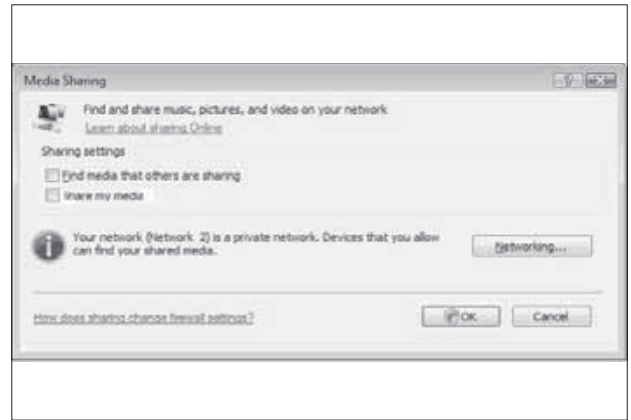 Media Sharing
Find and share music, pictures, and video on your network
Learn about sharing Online
Sharing settings
Find media that others are sharing
Share my media
Your network (Network 2) is a private network. Devices that you allow
can find your shared media.
Networking...
How does sharing change firewall settings?
OK
Cancel